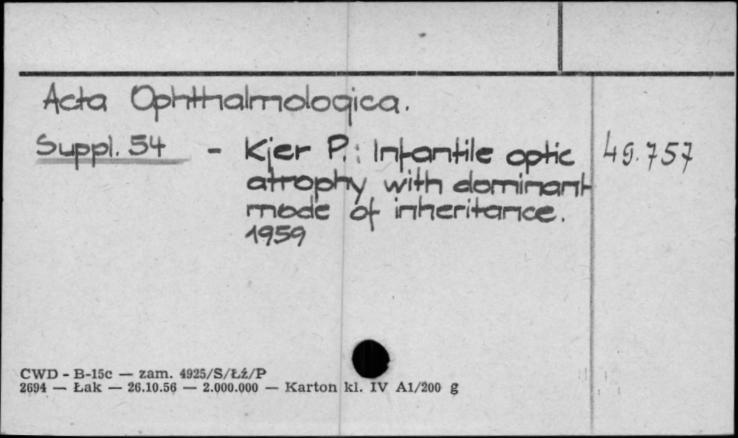 Acta Ophthalmologica.
Suppl. 54 - Kjer P.: Infantile optic 49.757
atrophy with dominant
mode of inheritance.
1959
CWD - B-15c — zam. 4925/S/Łź/P
2694 — Łak — 26.10.56 — 2.000.000 — Karton kl. IV A1/200 g